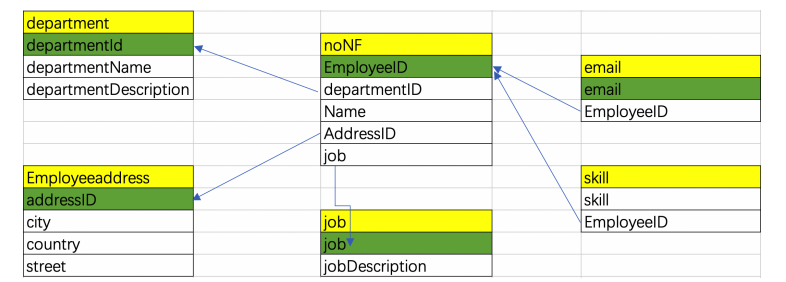 department
departmentId
departmentName
departmentDescription
noNF
EmployeeID
departmentID
Name
AddressID
job
email
email
EmployeeID
Employeeaddress
addressID
city
country
street
job
job
jobDescription
skill
skill
EmployeeID